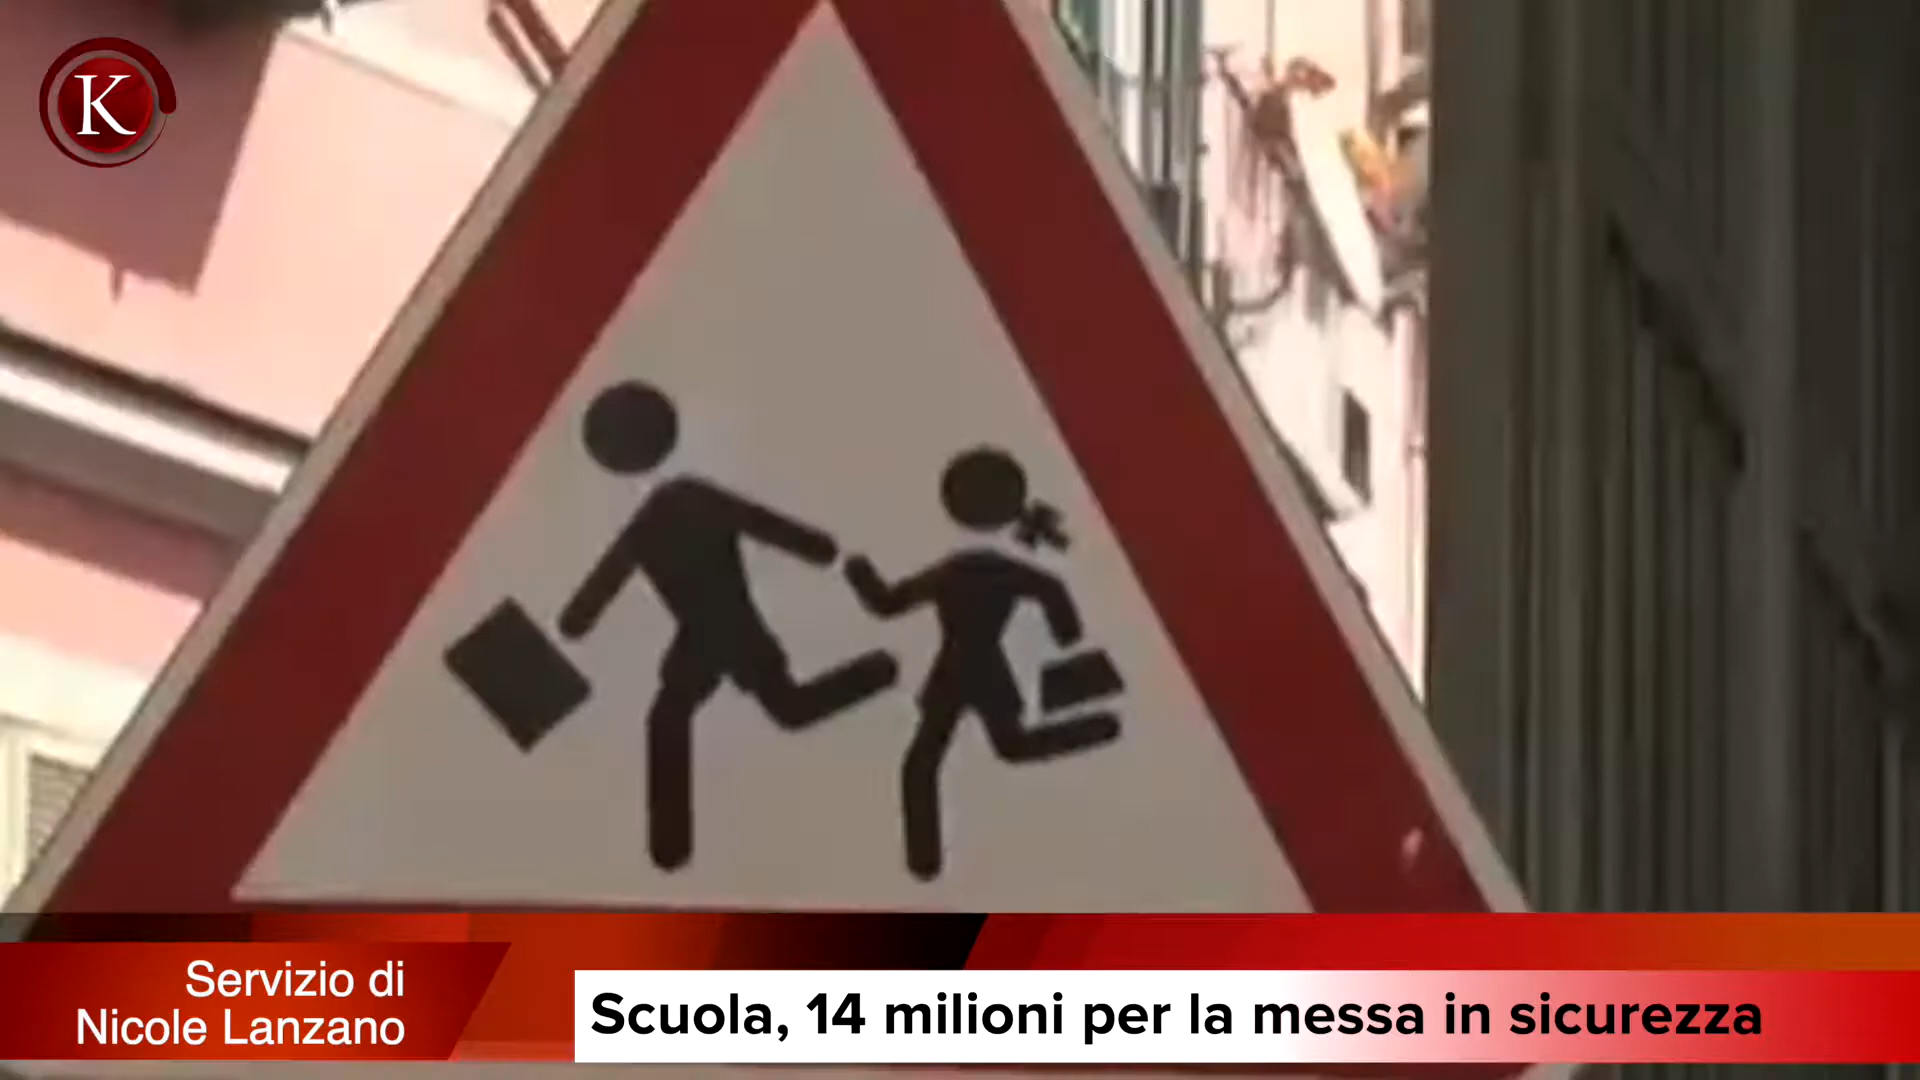 K
Servizio di
Nicole Lanzano
Scuola, 14 milioni per la messa in sicurezza